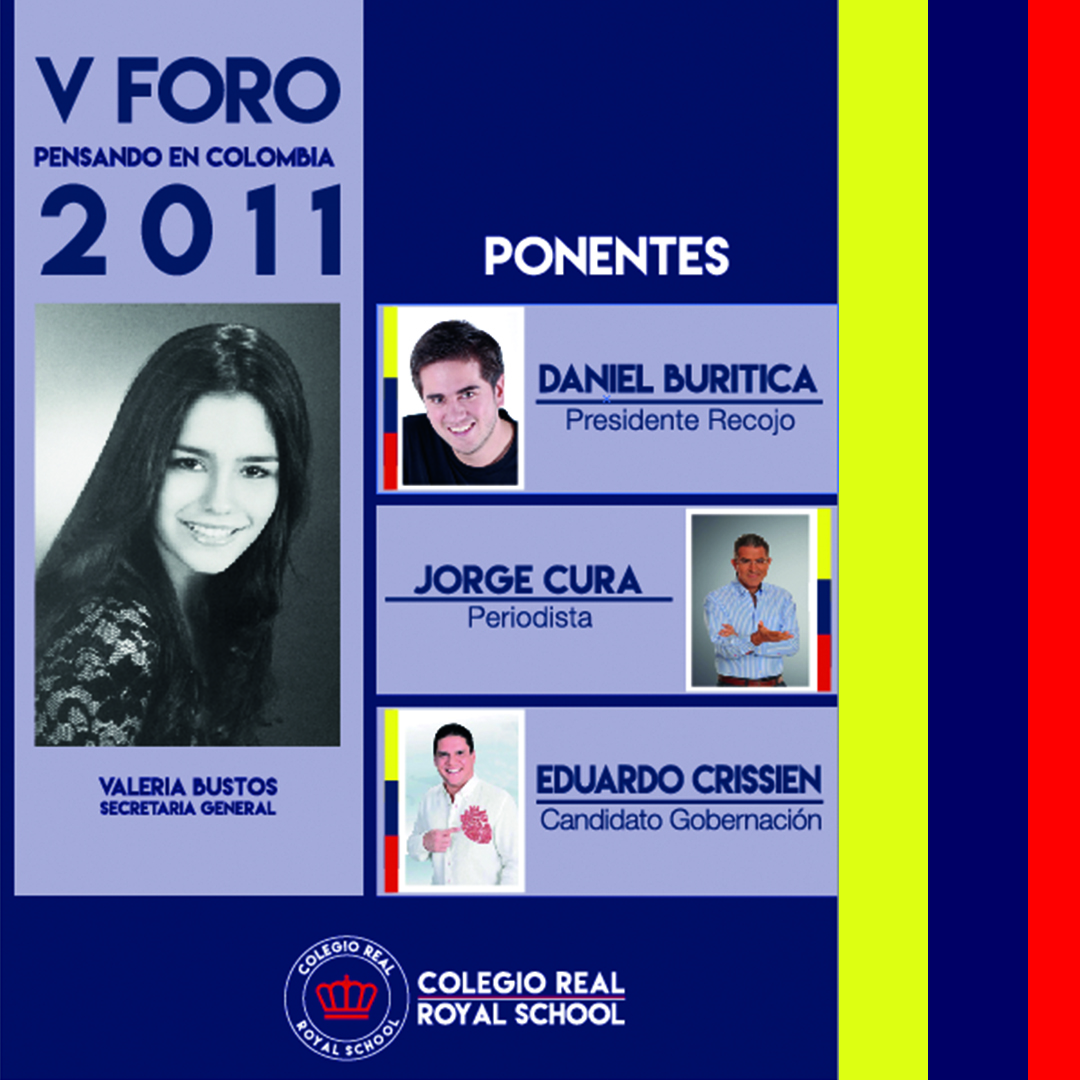 V FORO
PENSANDO EN COLOMBIA
2011
VALERIA BUSTOS
SECRETARIA GENERAL
PONENTES
DANIEL BURITICA
Presidente Recojo
JORGE CURA
Periodista
EDUARDO CRISSIEN
Candidato Gobernación
COLEGIO REAL
ROYAL SCHOOL
COLEGIO REAL
ROYAL SCHOOL